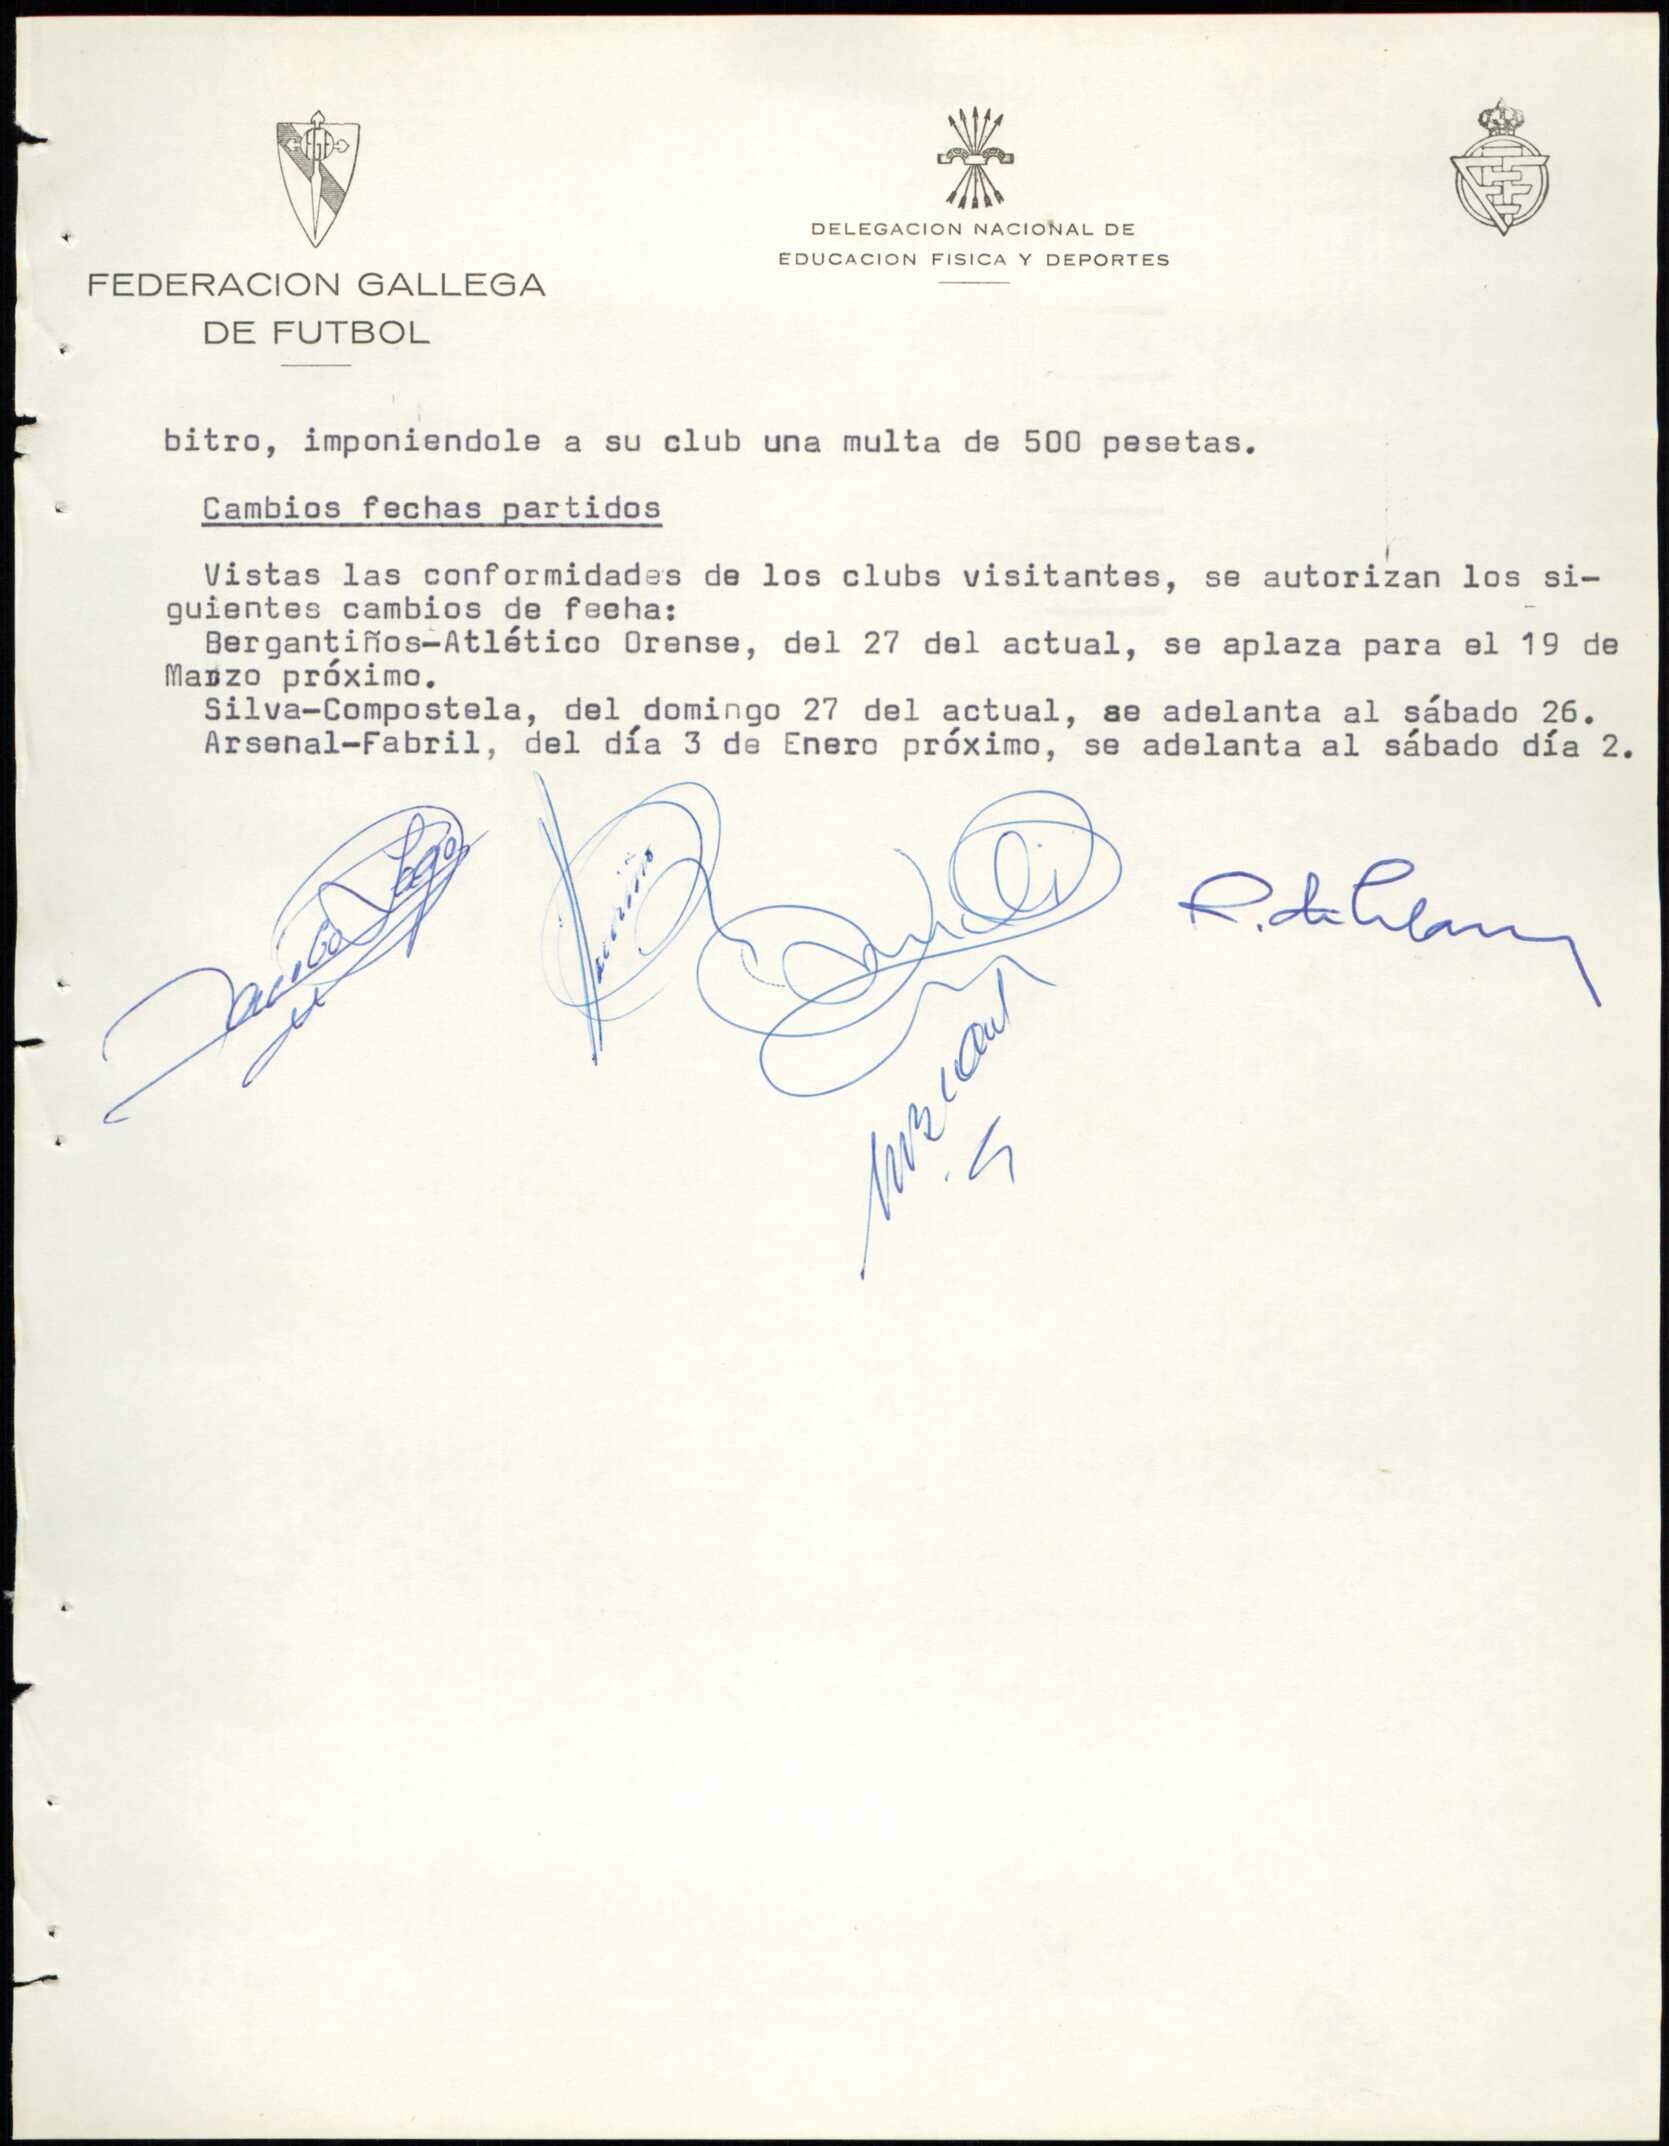 FEDERACION GALLEGA
DE FUTBOL
DELEGACION NACIONAL DE
EDUCACION FISICA Y DEPORTES
bitro, imponiendole a su club una multa de 500 pesetas.
Cambios fechas partidos
Vistas las conformidades de los clubs visitantes, se autorizan los si-
guientes cambios de feeha:
Bergantiños-Atlético Orense, del 27 del actual, se aplaza para el 19 de
Marzo próximo.
Silva-Compostela, del domingo 27 del actual, se adelanta al sábado 26.
Arsenal-Fabril, del día 3 de Enero próximo, se adelanta al sábado día 2.
Jacobo
R. de